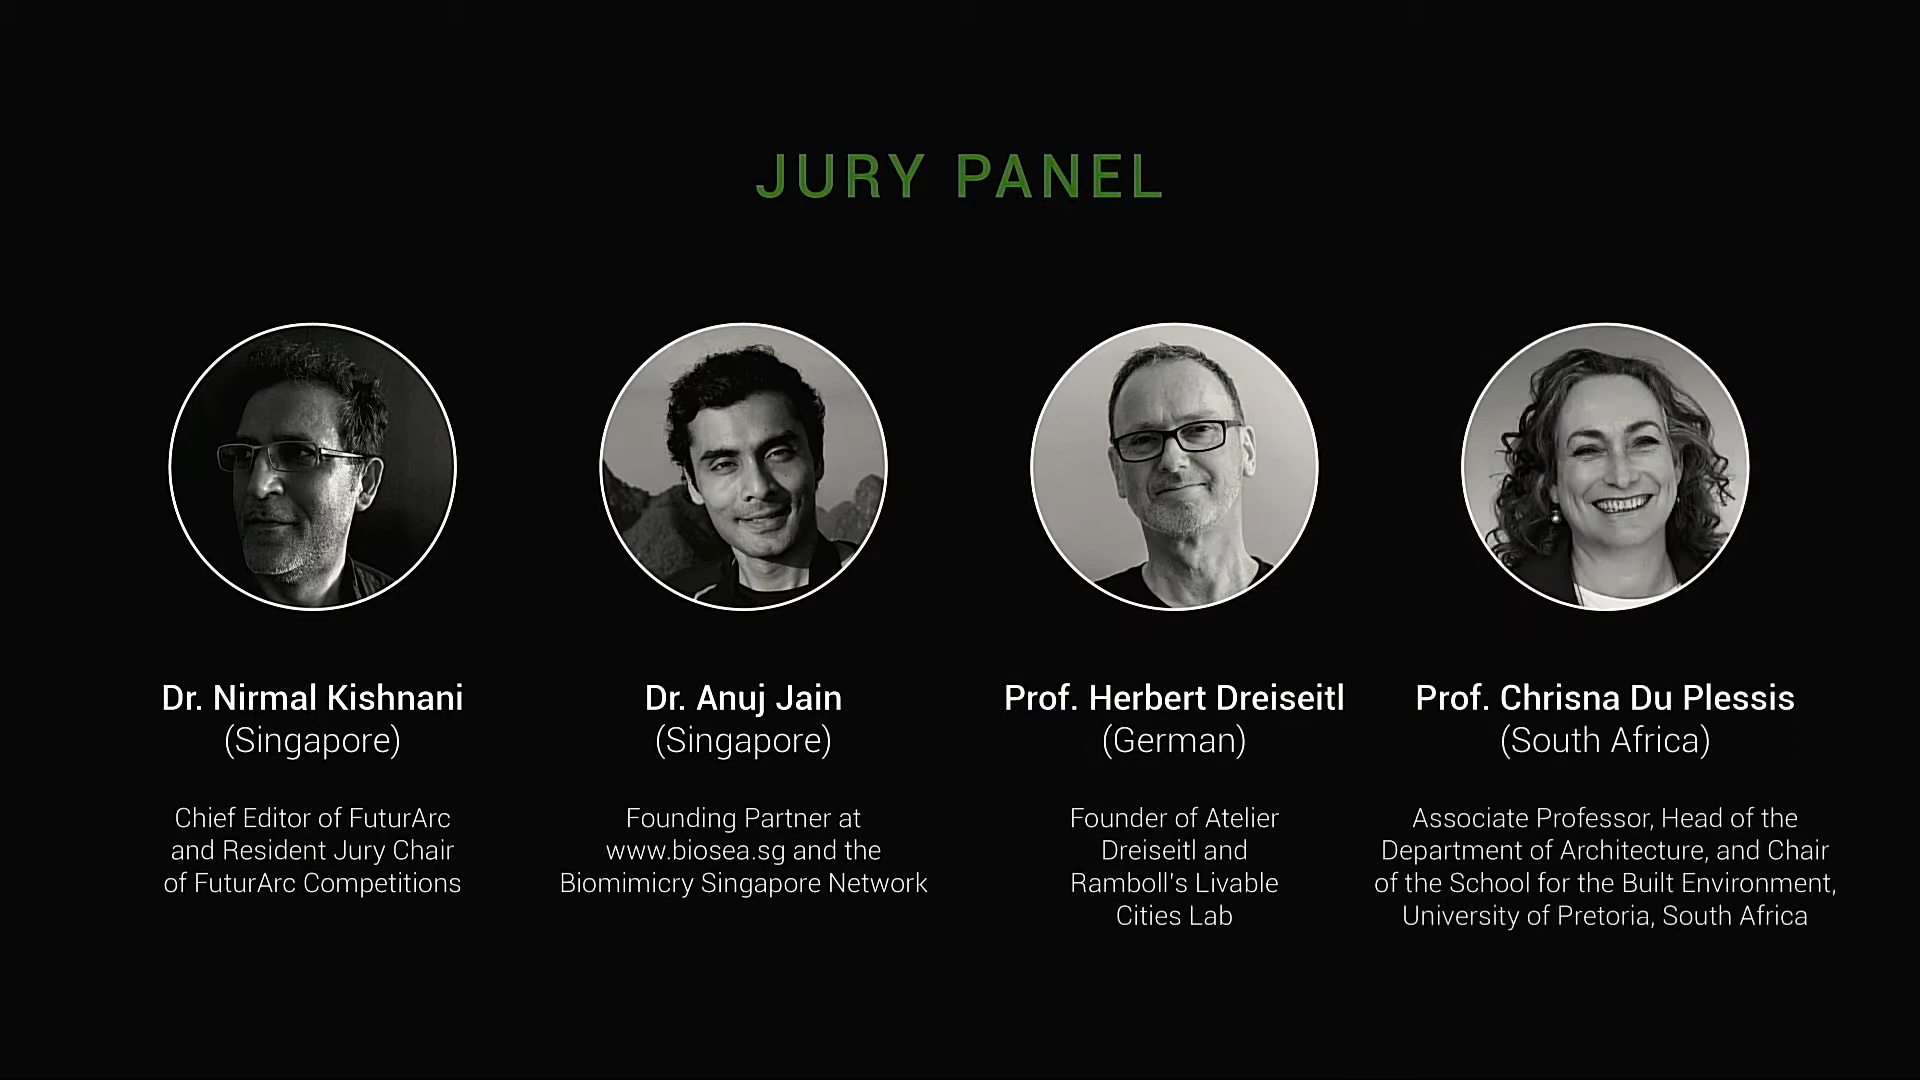 JURY PANEL
Dr. Nirmal Kishnani
(Singapore)
Chief Editor of FuturArc
and Resident Jury Chair
of FuturArc Competitions
Dr. Anuj Jain
(Singapore)
Founding Partner at
www.biosea.sg and the
Biomimicry Singapore Network
Prof. Herbert Dreiseitl
(German)
Founder of Atelier
Dreiseitl and
Ramboll's Livable
Cities Lab
Prof. Chrisna Du Plessis
(South Africa)
Associate Professor, Head of the
Department of Architecture, and Chair
of the School for the Built Environment,
University of Pretoria, South Africa